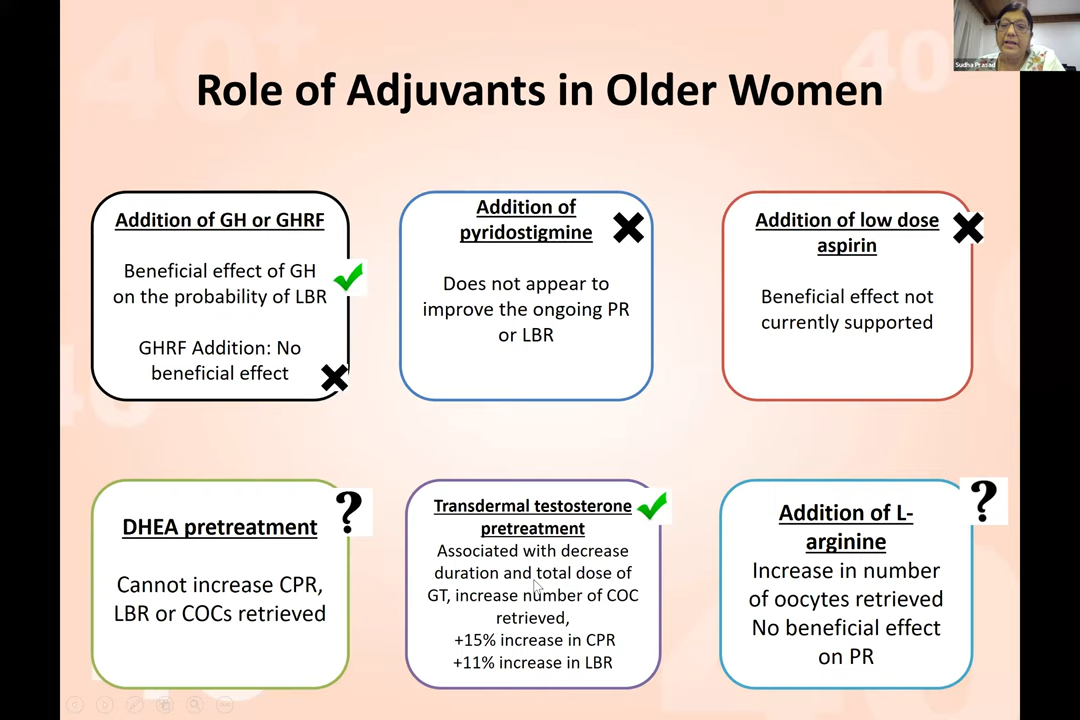 Sudha Prasad
Role of Adjuvants in Older Women
Addition of GH or GHRF
Beneficial effect of GH
on the probability of LBR
GHRF Addition: No
beneficial effect
Addition of
pyridostigmine
Does not appear to
improve the ongoing PR
or LBR
Addition of low dose
aspirin
Beneficial effect not
currently supported
DHEA pretreatment
?
Cannot increase CPR,
LBR or COCs retrieved
Transdermal testosterone
pretreatment
Associated with decrease
duration and total dose of
GT, increase number of COC
retrieved,
+15% increase in CPR
+11% increase in LBR
Addition of L-
arginine
?
Increase in number
of oocytes retrieved
No beneficial effect
on PR